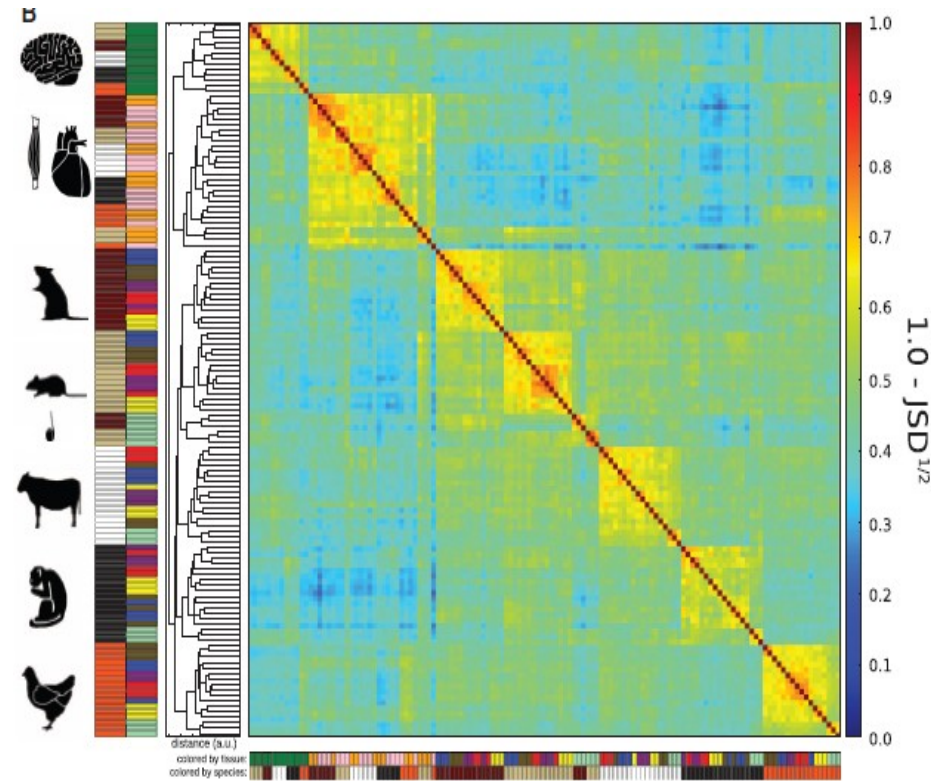 B
1.0
0.9
0.8
0.7
0.6
0.5
0.4
0.3
0.2
0.1
0.0
1.0 - JSD1/2
distance (a.u.)
colored by tissue:
colored by species: